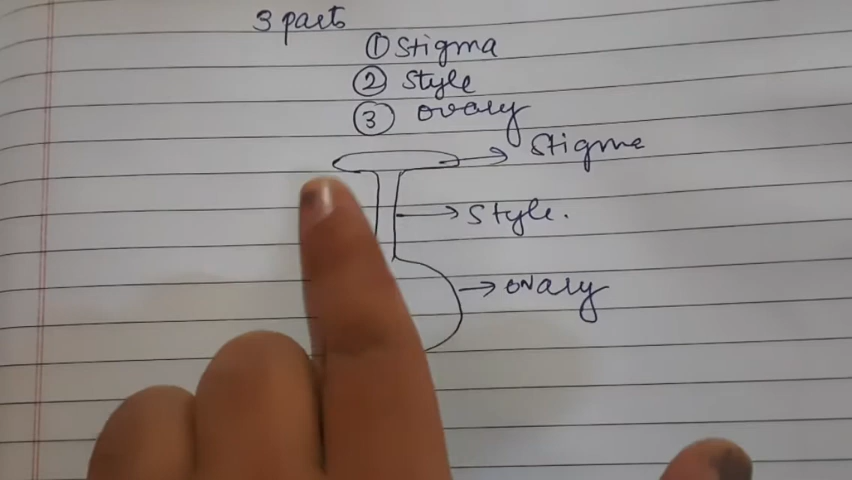 3 parts
① Stigma
② Style
③ ovary
Stigma
Style.
ovary